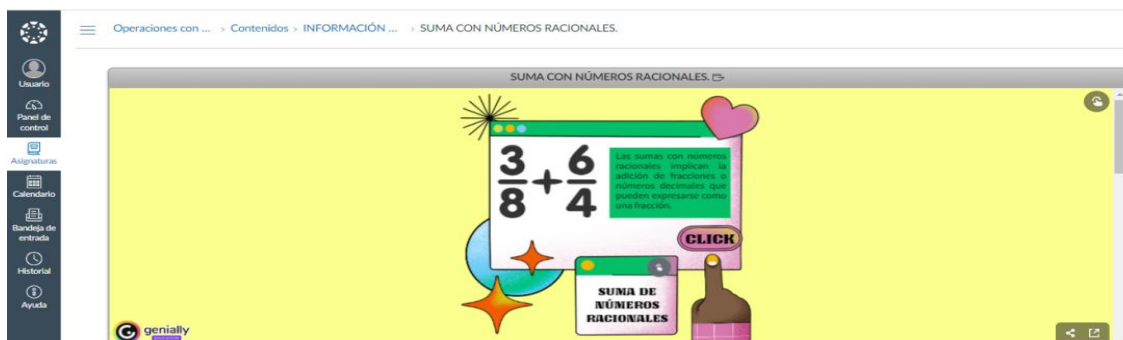 Operaciones con ... › Contenidos › INFORMACIÓN ... › SUMA CON NÚMEROS RACIONALES.
Usuario
Panel de
control
Asignaturas
Calendario
Bandeja de
entrada
Historial
Ayuda
SUMA CON NÚMEROS RACIONALES.
3/8 + 6/4
Las sumas con números
racionales implican la
adición de fracciones o
números decimales que
pueden expresarse como
una fracción.
CLICK
SUMA DE
NÚMEROS
RACIONALES
genially